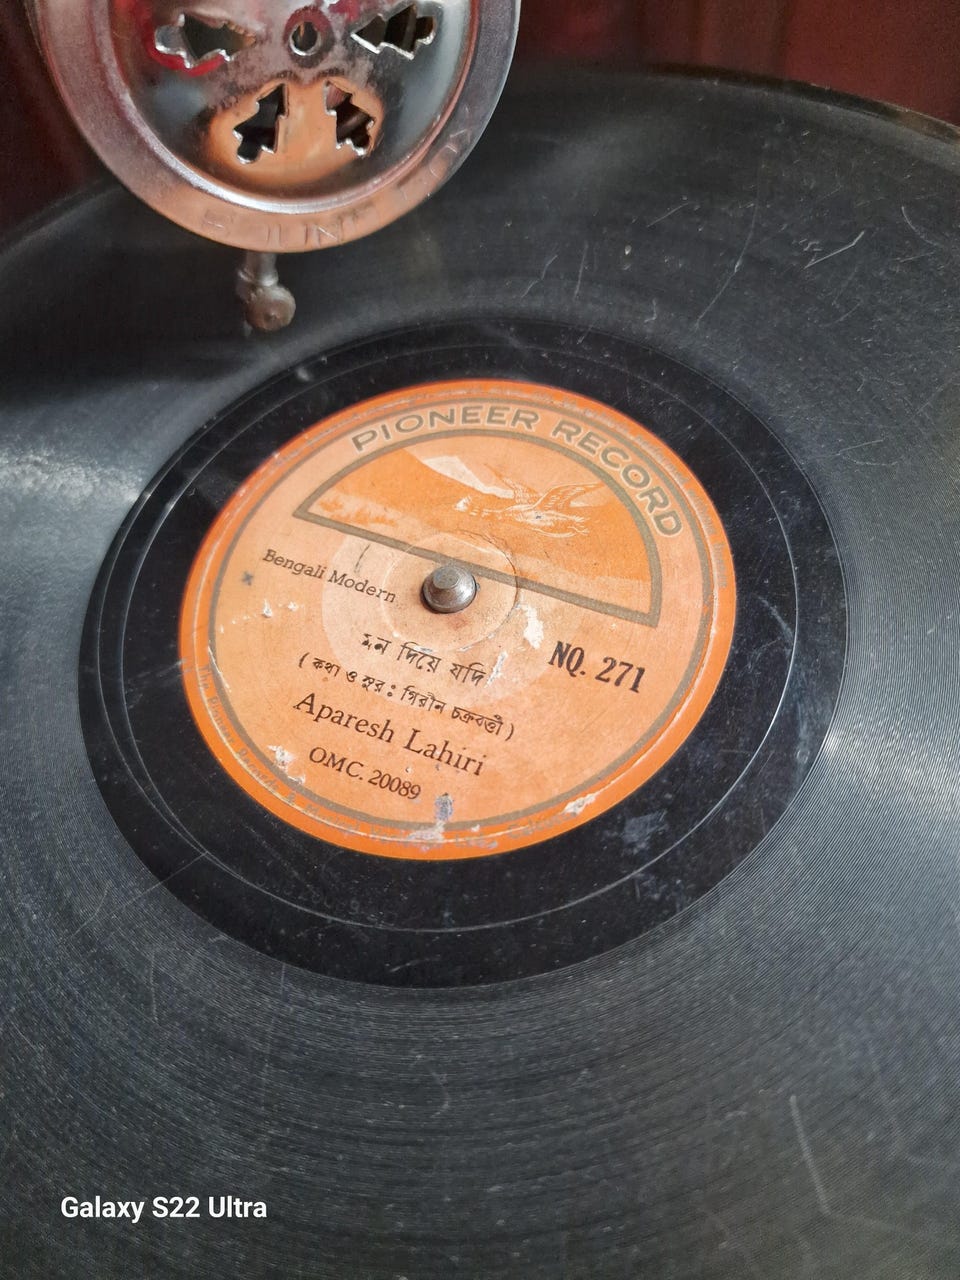 PIONEER RECORD
Bengali Modern
মন দিয়ে যদি
NQ. 271
( কথা ও সুর : গিরীন চক্রবর্ত্তী )
Aparesh Lahiri
OMC. 20089
Galaxy S22 Ultra